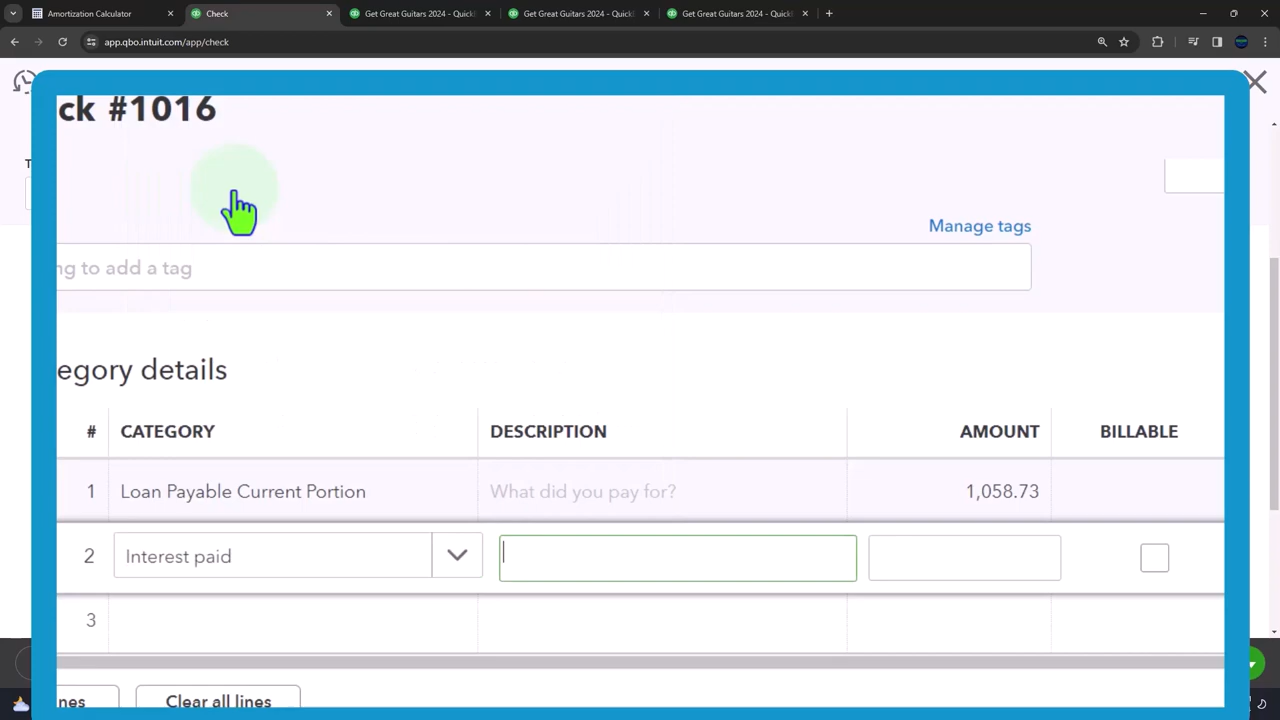 Amortization Calculator
Check
Get Great Guitars 2024 - Quick
Get Great Guitars 2024 - Quick
Get Great Guitars 2024 - Quick
app.qbo.intuit.com/app/check
ck #1016
Manage tags
ng to add a tag
egory details
# CATEGORY DESCRIPTION AMOUNT BILLABLE
1 Loan Payable Current Portion What did you pay for? 1,058.73
2 Interest paid
3
nes Clear all lines